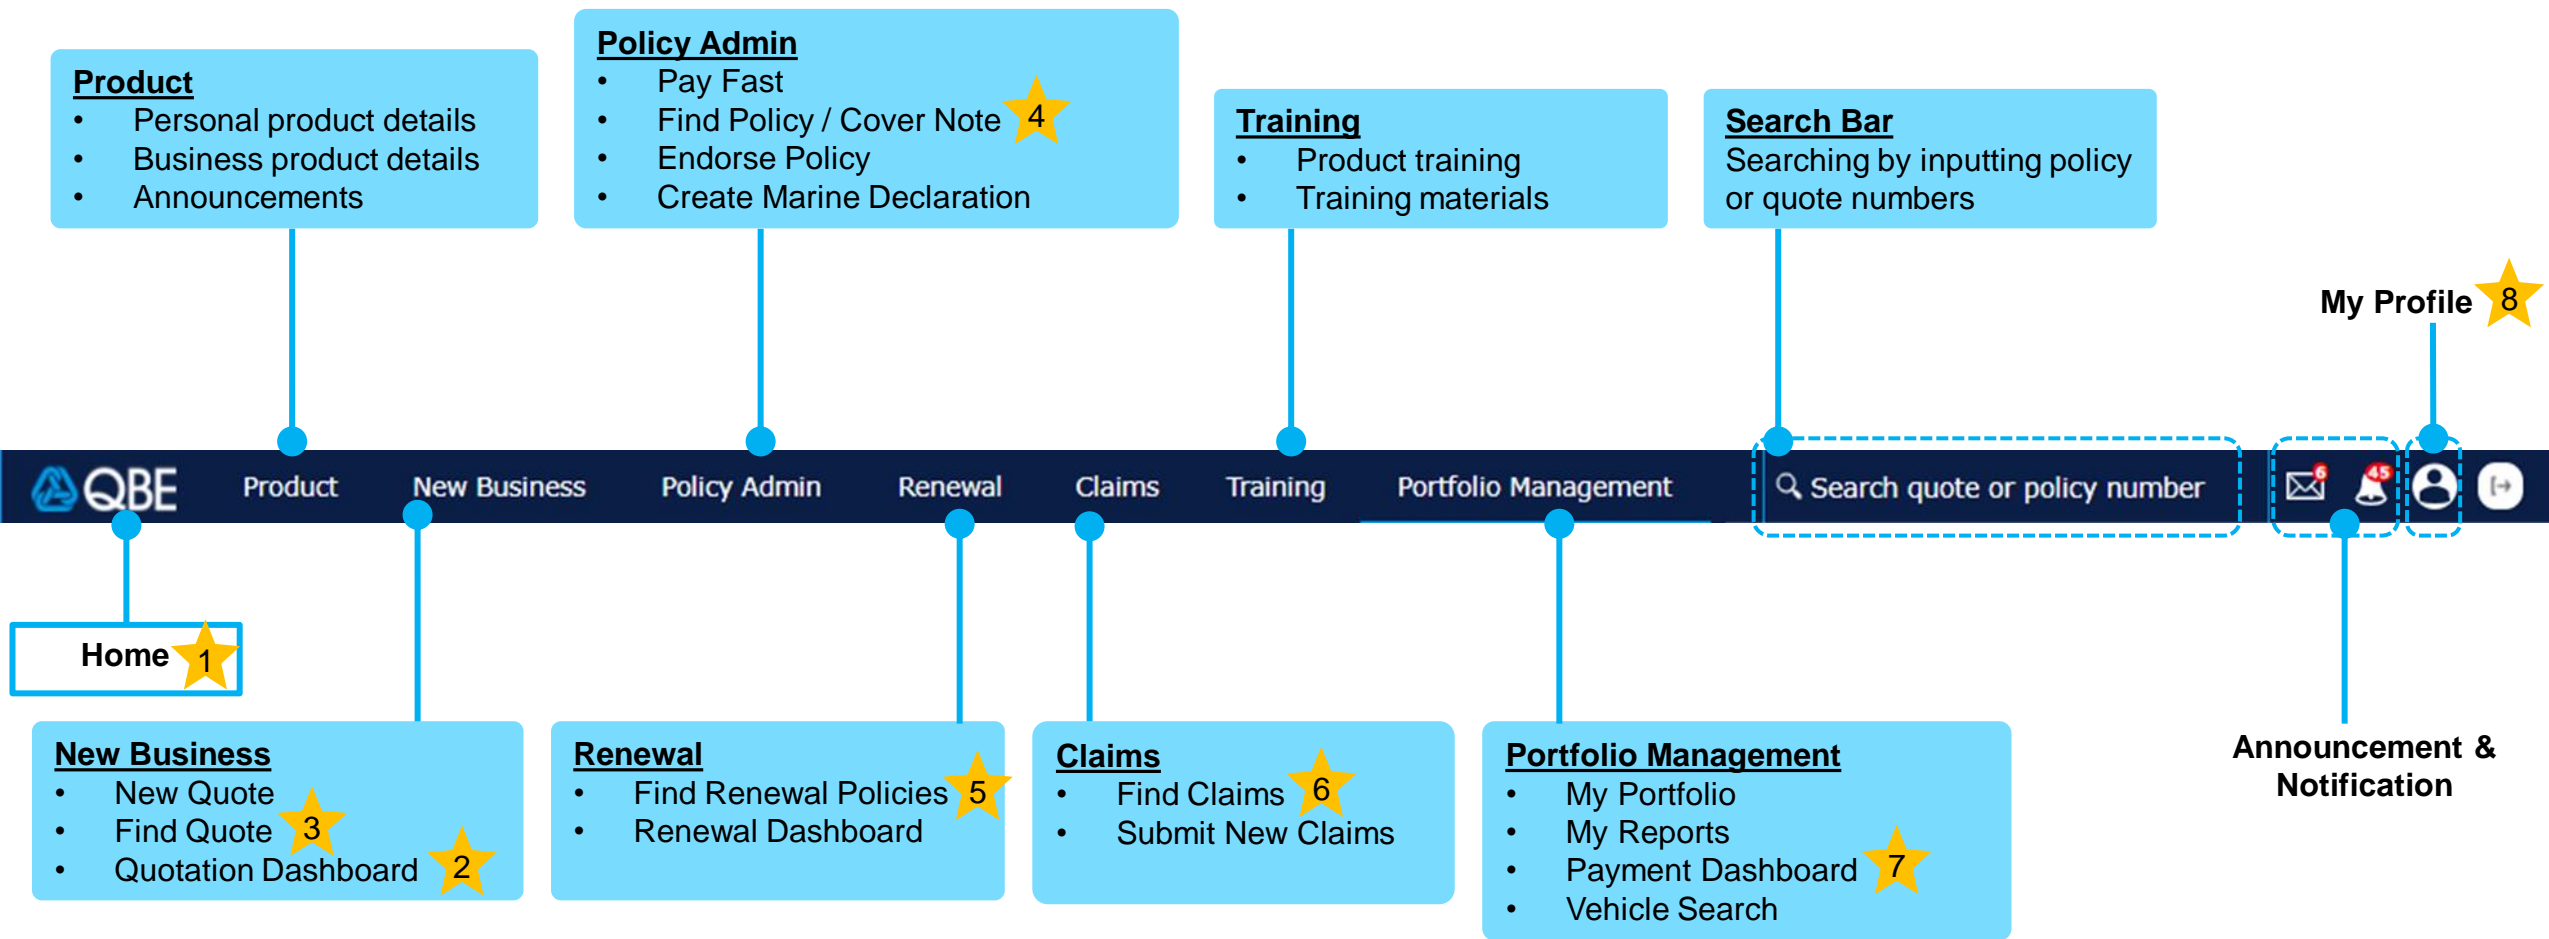 Product
• Personal product details
• Business product details
• Announcements
Policy Admin
• Pay Fast
• Find Policy / Cover Note 4
• Endorse Policy
• Create Marine Declaration
Training
• Product training
• Training materials
Search Bar
Searching by inputting policy
or quote numbers
My Profile 8
QBE Product New Business Policy Admin Renewal Claims Training Portfolio Management Search quote or policy number 6 45
Home 1
New Business
• New Quote
• Find Quote 3
• Quotation Dashboard 2
Renewal
• Find Renewal Policies 5
• Renewal Dashboard
Claims
• Find Claims 6
• Submit New Claims
Portfolio Management
• My Portfolio
• My Reports
• Payment Dashboard 7
• Vehicle Search
Announcement &
Notification